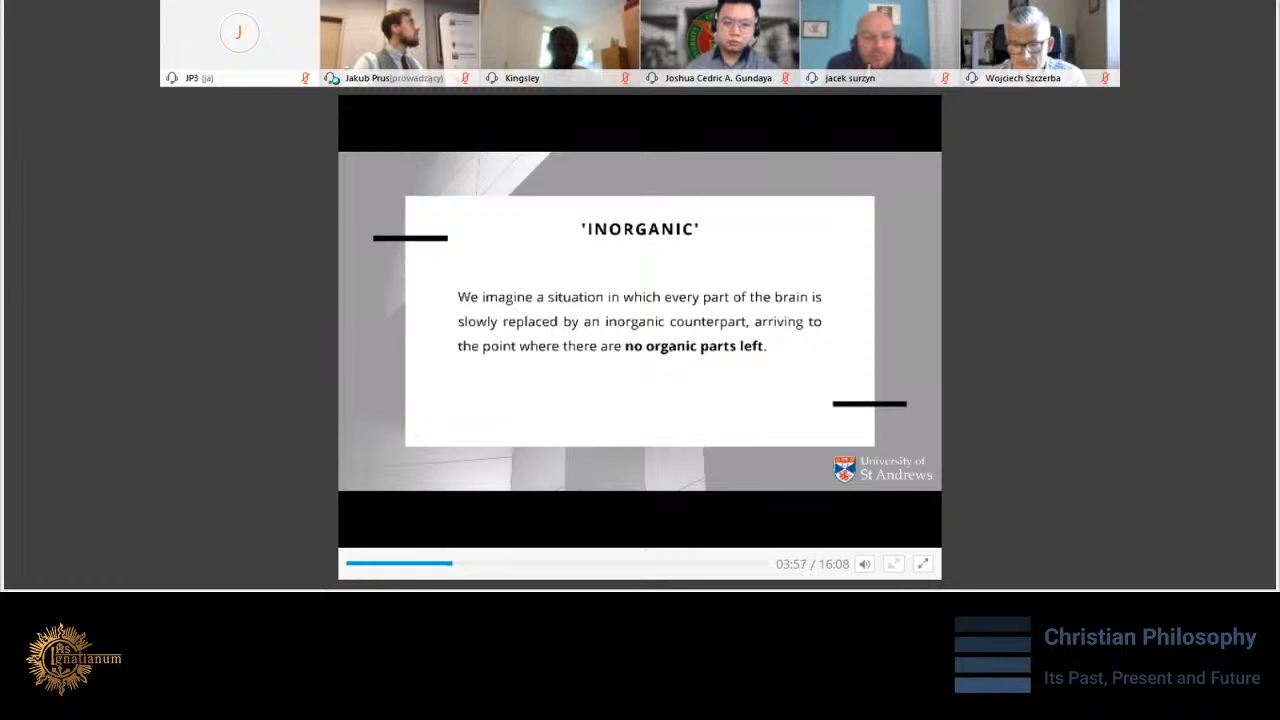 J
JP3 (ja)
Jakub Prus(prowadzący)
Kingsley
Joshua Cedric A. Gundaya
jacek surzyn
Wojciech Szczerba
'INORGANIC'
We imagine a situation in which every part of the brain is
slowly replaced by an inorganic counterpart, arriving to
the point where there are no organic parts left.
University of
St Andrews
03:57 / 16:08
Ignatianum
Christian Philosophy
Its Past, Present and Future